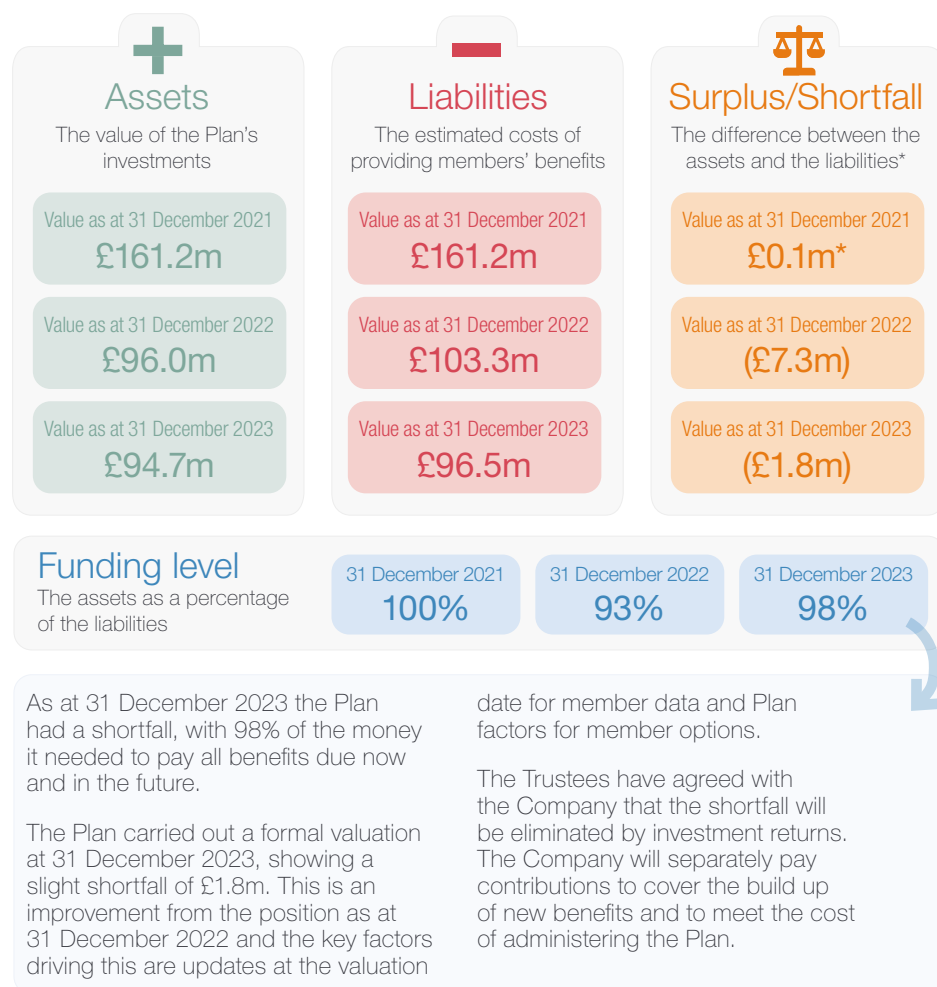 Assets
The value of the Plan's
investments
Value as at 31 December 2021
£161.2m
Value as at 31 December 2022
£96.0m
Value as at 31 December 2023
£94.7m
Liabilities
The estimated costs of
providing members' benefits
Value as at 31 December 2021
£161.2m
Value as at 31 December 2022
£103.3m
Value as at 31 December 2023
£96.5m
Surplus/Shortfall
The difference between the
assets and the liabilities*
Value as at 31 December 2021
£0.1m*
Value as at 31 December 2022
(£7.3m)
Value as at 31 December 2023
(£1.8m)
Funding level
The assets as a percentage
of the liabilities
31 December 2021
100%
31 December 2022
93%
31 December 2023
98%
As at 31 December 2023 the Plan
had a shortfall, with 98% of the money
it needed to pay all benefits due now
and in the future.
The Plan carried out a formal valuation
at 31 December 2023, showing a
slight shortfall of £1.8m. This is an
improvement from the position as at
31 December 2022 and the key factors
driving this are updates at the valuation
date for member data and Plan
factors for member options.
The Trustees have agreed with
the Company that the shortfall will
be eliminated by investment returns.
The Company will separately pay
contributions to cover the build up
of new benefits and to meet the cost
of administering the Plan.